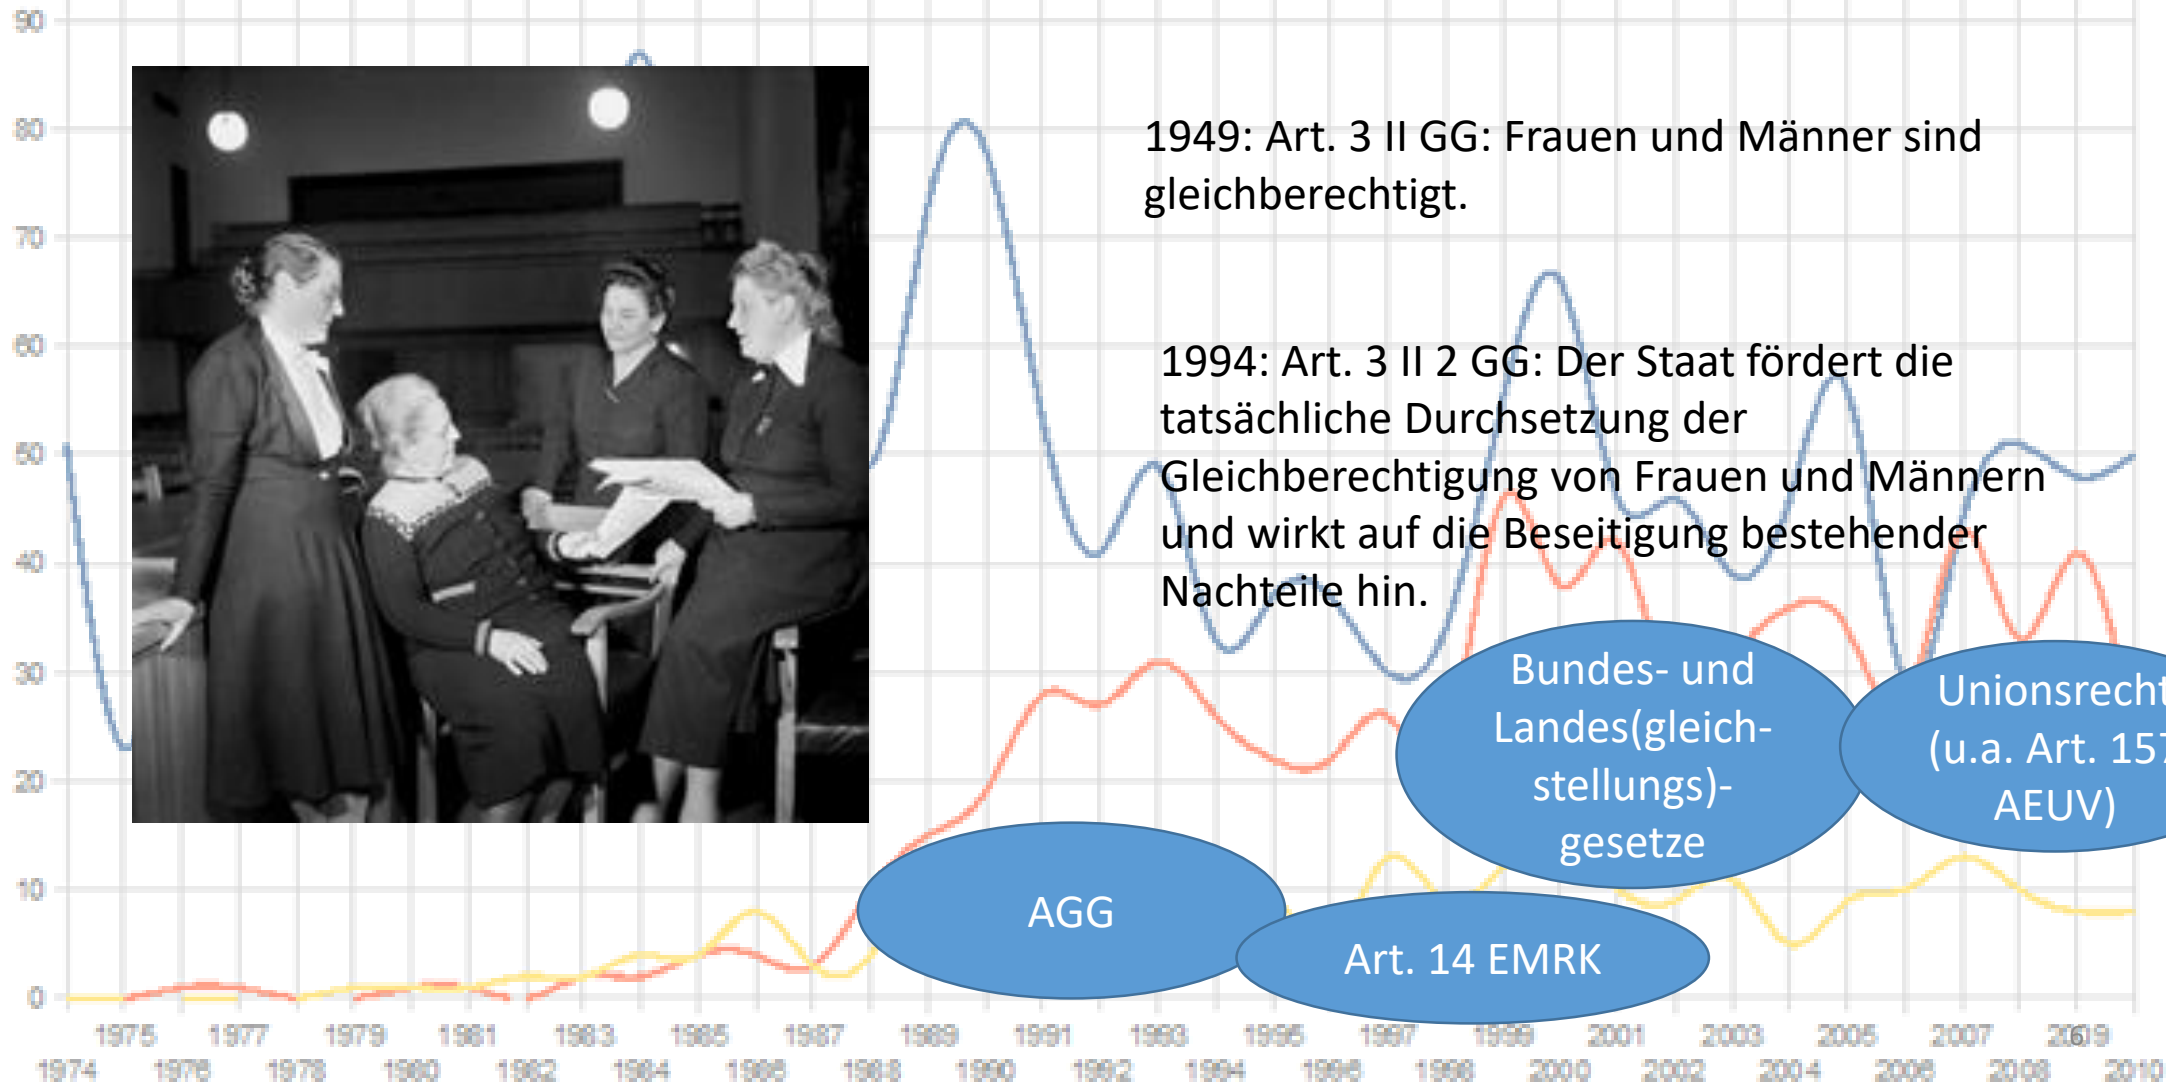 90
80
70
60
50
40
30
20
10
0
1949: Art. 3 II GG: Frauen und Männer sind
gleichberechtigt.
1994: Art. 3 II 2 GG: Der Staat fördert die
tatsächliche Durchsetzung der
Gleichberechtigung von Frauen und Männern
und wirkt auf die Beseitigung bestehender
Nachteile hin.
Bundes- und
Landes(gleich-
stellungs)-
gesetze
Unionsrecht
(u.a. Art. 157
AEUV)
AGG
Art. 14 EMRK
1975 1977 1979 1981 1983 1985 1987 1989 1991 1993 1995 1997 1999 2001 2003 2005 2007 2009
6
1974 1976 1978 1980 1982 1984 1986 1988 1990 1992 1994 1996 1998 2000 2002 2004 2006 2008 2010